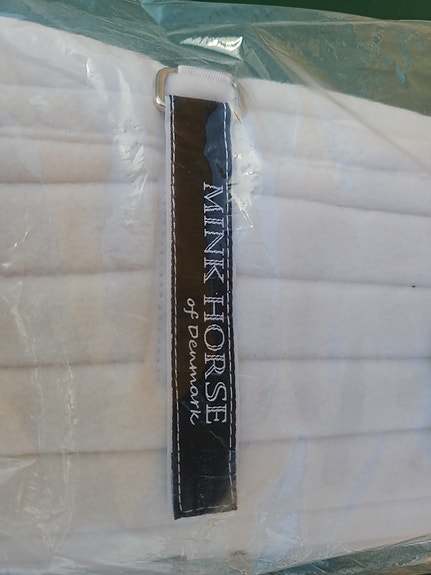 MINK HORSE
of Denmark